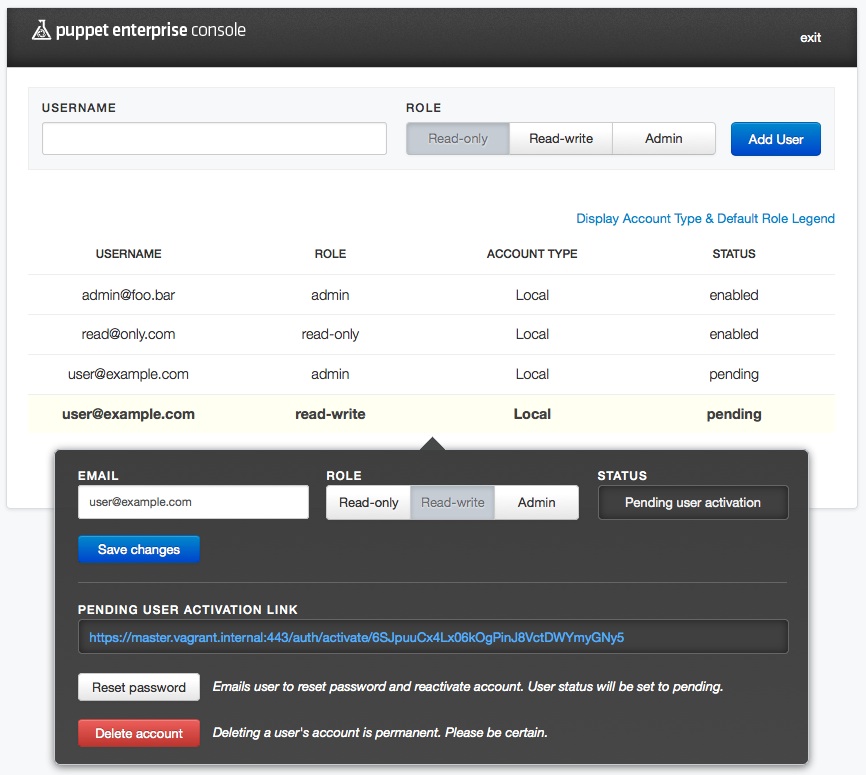 puppet enterprise console
exit
USERNAME
ROLE
Read-only Read-write Admin Add User
Display Account Type & Default Role Legend
USERNAME ROLE ACCOUNT TYPE STATUS
admin@foo.bar admin Local enabled
read@only.com read-only Local enabled
user@example.com admin Local pending
user@example.com read-write Local pending
EMAIL ROLE STATUS
user@example.com Read-only Read-write Admin Pending user activation
Save changes
PENDING USER ACTIVATION LINK
https://master.vagrant.internal:443/auth/activate/6SJpuuCx4Lx06kOgPinJ8VctDWYmyGNy5
Reset password Emails user to reset password and reactivate account. User status will be set to pending.
Delete account Deleting a user's account is permanent. Please be certain.